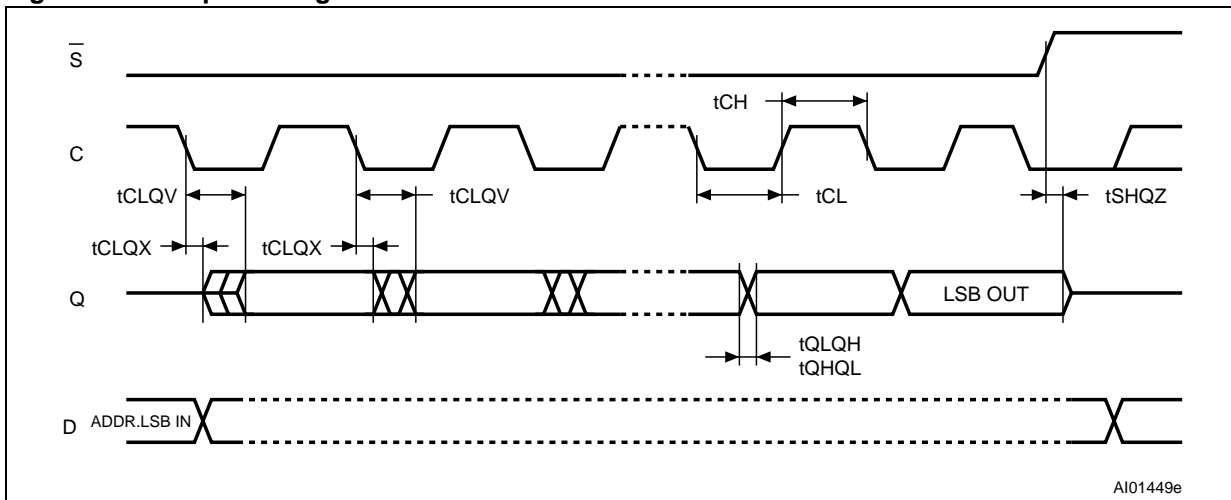 S̅
tCH
C
tCLQV
tCLQV
tCL
tSHQZ
tCLQX
tCLQX
Q
LSB OUT
tQLQH
tQHQL
D
ADDR.LSB IN
AI01449e